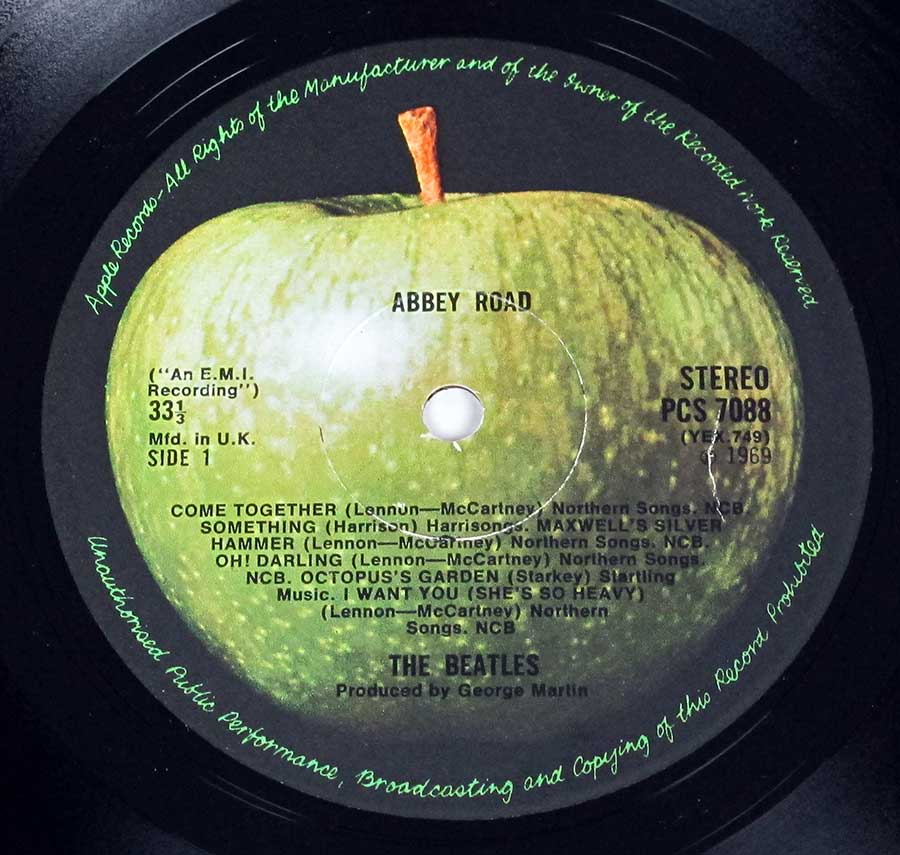 Apple Records-All Rights of the Manufacturer and of the Owner of the Recorded Work Reserved
ABBEY ROAD
(“An E.M.I.
Recording”)
33⅓
Mfd. in U.K.
SIDE 1
STEREO
PCS 7088
(YEX.749)
℗ 1969
COME TOGETHER (Lennon—McCartney) Northern Songs. NCB.
SOMETHING (Harrison) Harrisongs. MAXWELL'S SILVER
HAMMER (Lennon—McCartney) Northern Songs. NCB.
OH! DARLING (Lennon—McCartney) Northern Songs.
NCB. OCTOPUS'S GARDEN (Starkey) Startling
Music. I WANT YOU (SHE'S SO HEAVY)
(Lennon—McCartney) Northern
Songs. NCB
THE BEATLES
Produced by George Martin
Unauthorised Public Performance, Broadcasting and Copying of this Record Prohibited